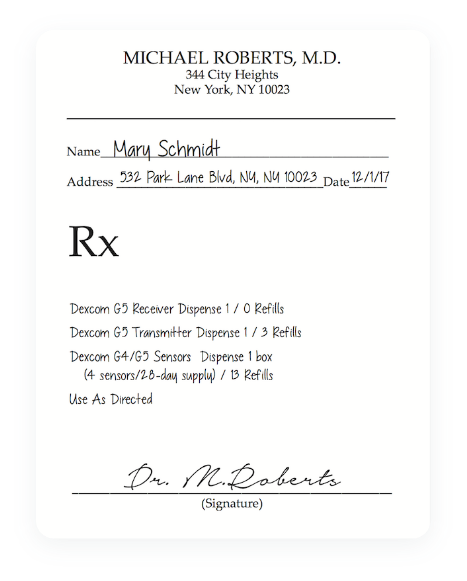 MICHAEL ROBERTS, M.D.
344 City Heights
New York, NY 10023
Name Mary Schmidt
Address 532 Park Lane Blvd, NY, NY 10023 Date 12/1/17
Rx
Dexcom G5 Receiver Dispense 1 / 0 Refills
Dexcom G5 Transmitter Dispense 1 / 3 Refills
Dexcom G4/G5 Sensors Dispense 1 box
(4 sensors/28-day supply) / 13 Refills
Use As Directed
Dr. M.Roberts
(Signature)